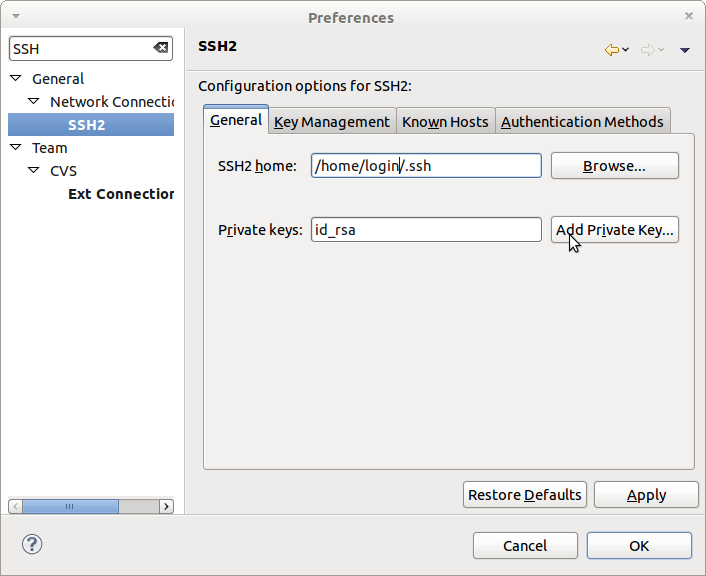 Preferences
SSH
General
Network Connectio
SSH2
Team
CVS
Ext Connection
SSH2
Configuration options for SSH2:
General Key Management Known Hosts Authentication Methods
SSH2 home: /home/login/.ssh Browse...
Private keys: id_rsa Add Private Key...
Restore Defaults Apply
? Cancel OK